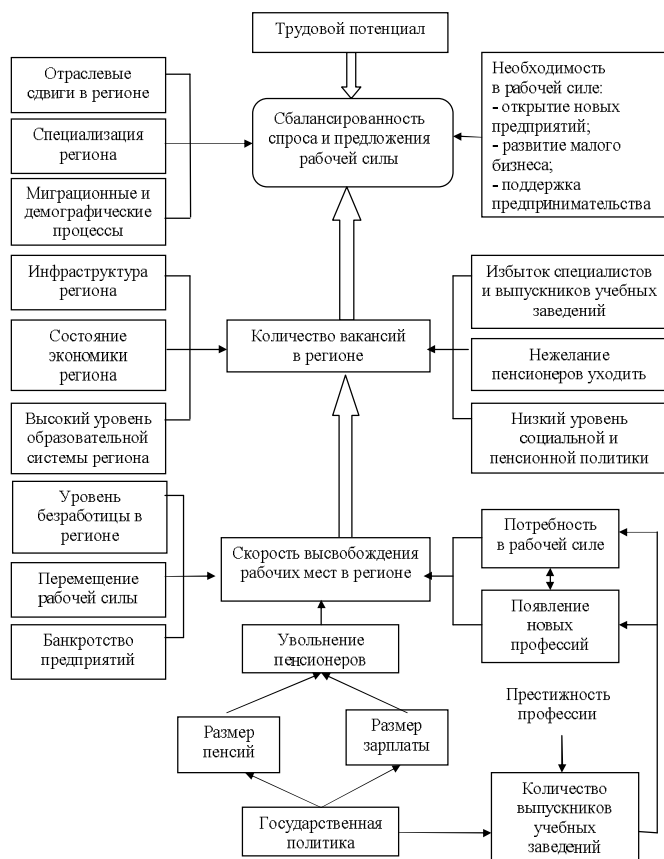 Трудовой потенциал
Отраслевые
сдвиги в регионе
Специализация
региона
Миграционные и
демографические
процессы
Сбалансированность
спроса и предложения
рабочей силы
Необходимость
в рабочей силе:
- открытие новых
предприятий;
- развитие малого
бизнеса;
- поддержка
предпринимательства
Инфраструктура
региона
Состояние
экономики
региона
Высокий уровень
образовательной
системы региона
Количество вакансий
в регионе
Избыток специалистов
и выпускников учебных
заведений
Нежелание
пенсионеров уходить
Низкий уровень
социальной и
пенсионной политики
Уровень
безработицы в
регионе
Перемещение
рабочей силы
Банкротство
предприятий
Скорость высвобождения
рабочих мест в регионе
Потребность
в рабочей силе
Появление
новых
профессий
Увольнение
пенсионеров
Размер
пенсий
Размер
зарплаты
Престижность
профессии
Государственная
политика
Количество
выпускников
учебных
заведений